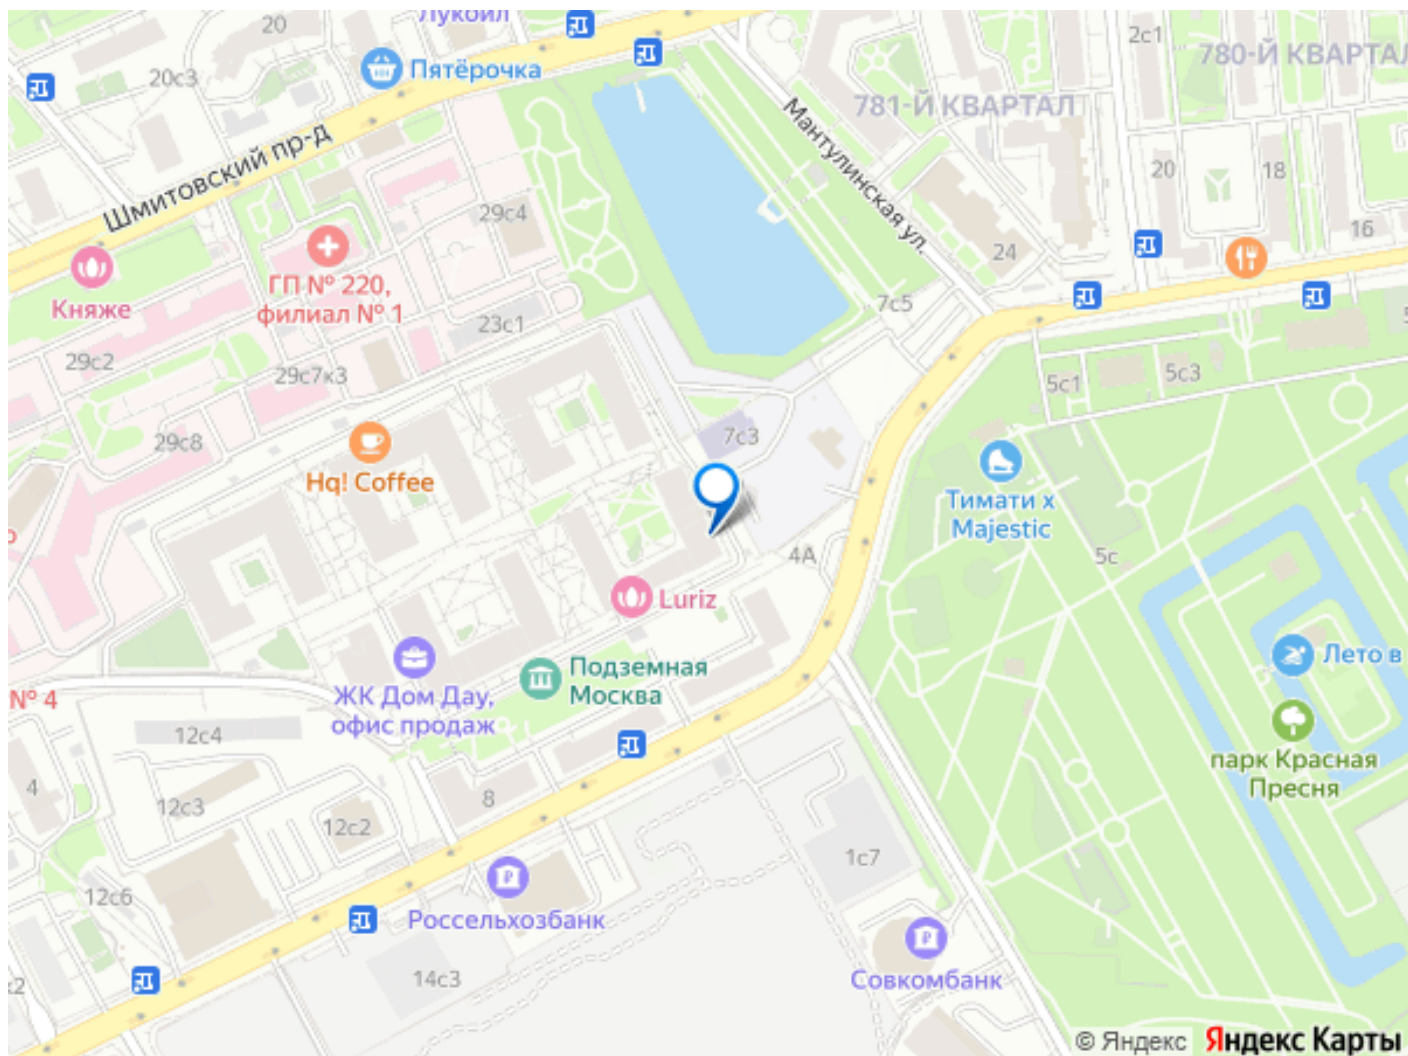 Лукойл
20
2с1
780-Й КВАРТАЛ
20с3
Пятёрочка
781-Й КВАРТАЛ
Мантулинская ул.
Шмитовский пр-д
20
18
29с4
16
24
ГП № 220,
филиал № 1
Княже
7с5
23с1
29с2
29с7к3
5с1
5с3
29с8
7с3
Hq! Coffee
Тимати х
Majestic
4А
5с
Luriz
Подземная
Москва
Лето в
ЖК Дом Дау,
офис продаж
№ 4
12с4
парк Красная
Пресня
4
8
12с3
12с2
1с7
12с6
Россельхозбанк
14с3
Совкомбанк
© Яндекс Яндекс Карты